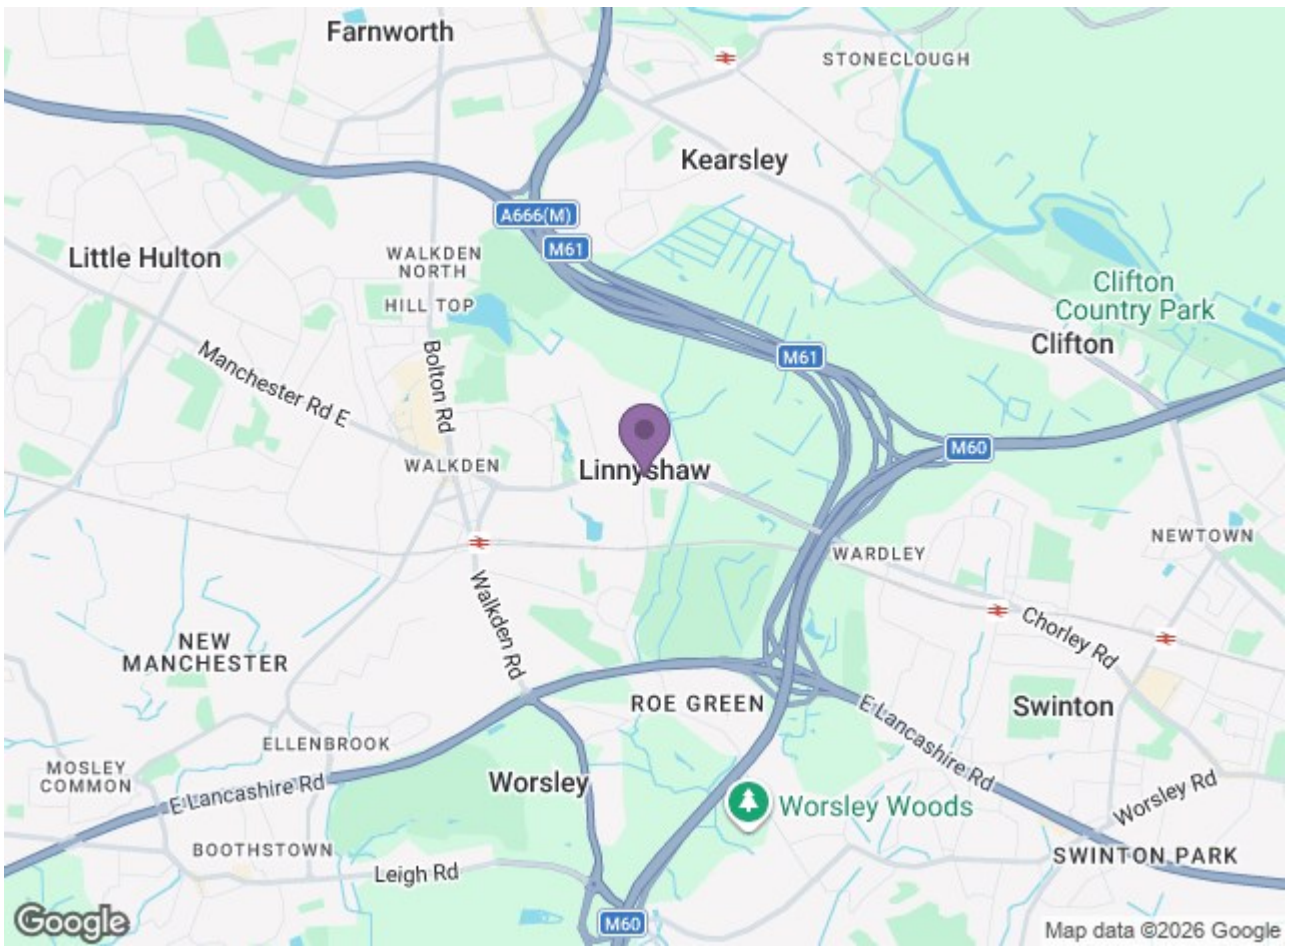 Farnworth
STONECLOUGH
Kearsley
A666(M)
M61
Little Hulton
WALKDEN
NORTH
HILL TOP
Clifton
Country Park
Clifton
M61
Manchester Rd E
Bolton Rd
M60
WALKDEN
Linnyshaw
NEWTOWN
WARDLEY
Walkden Rd
Chorley Rd
NEW
MANCHESTER
ROE GREEN
Swinton
E Lancashire Rd
ELLENBROOK
MOSLEY
COMMON
Worsley
E Lancashire Rd
Worsley Woods
Worsley Rd
BOOTHSTOWN
SWINTON PARK
Leigh Rd
M60
Google
Map data ©2026 Google